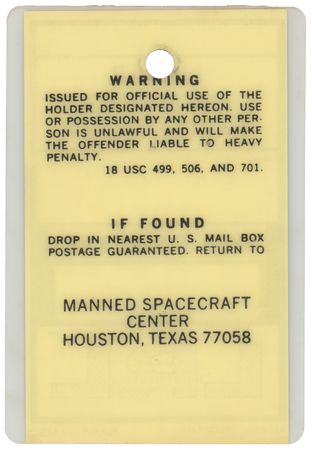 WARNING
ISSUED FOR OFFICIAL USE OF THE
HOLDER DESIGNATED HEREON. USE
OR POSSESSION BY ANY OTHER PER-
SON IS UNLAWFUL AND WILL MAKE
THE OFFENDER LIABLE TO HEAVY
PENALTY.
18 USC 499, 506, AND 701.
IF FOUND
DROP IN NEAREST U. S. MAIL BOX
POSTAGE GUARANTEED. RETURN TO
MANNED SPACECRAFT
CENTER
HOUSTON, TEXAS 77058